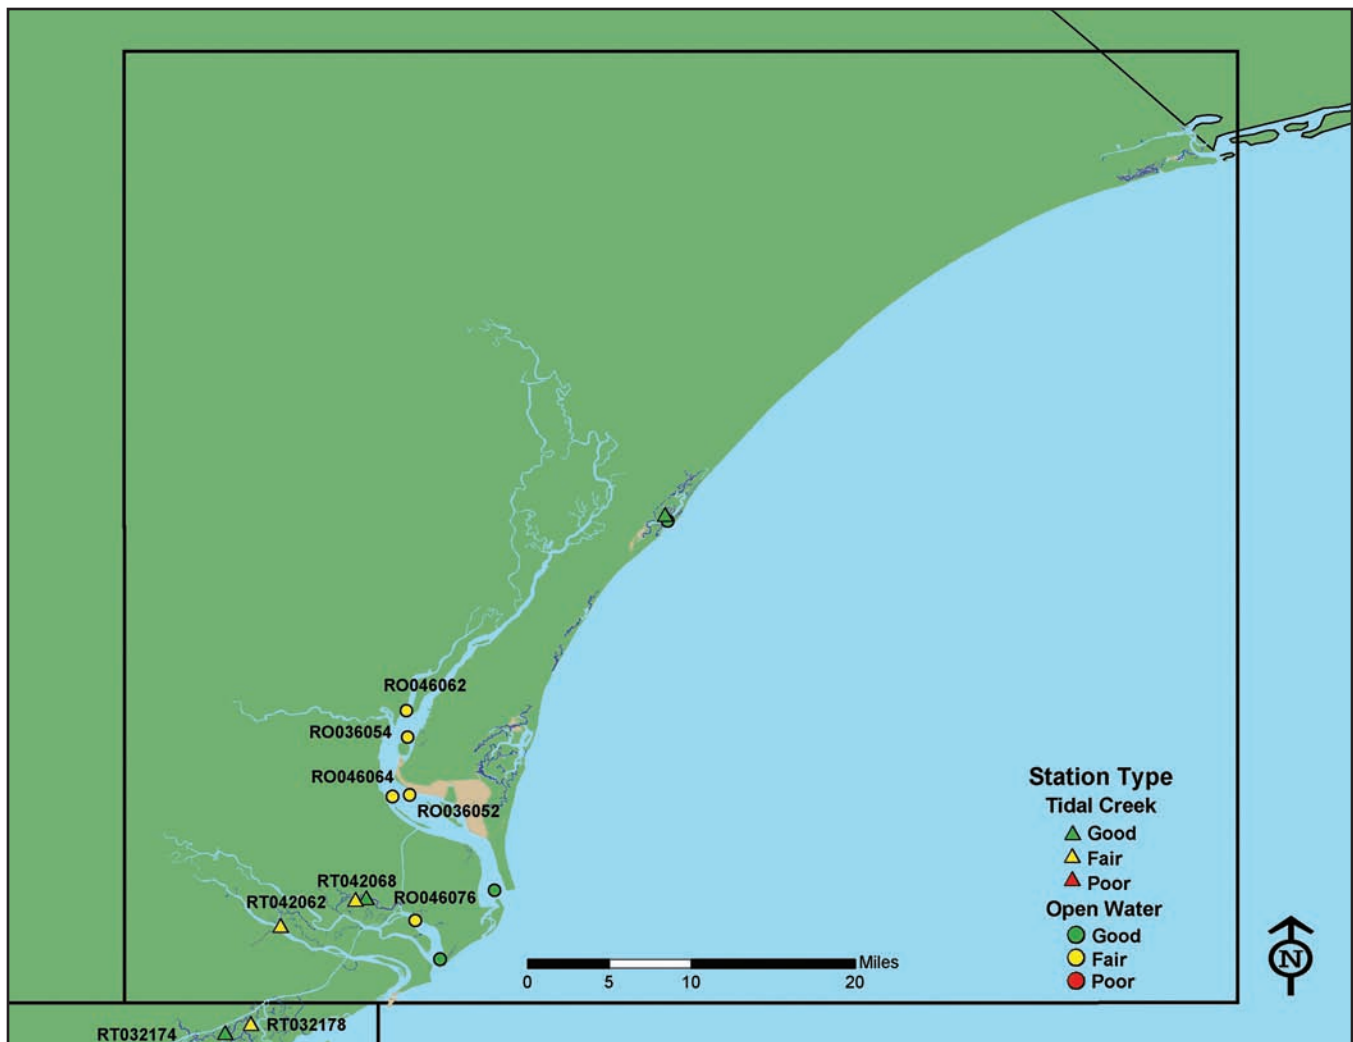 RO046062
RO036054
RO046064
RO036052
RT042068
RT042062
RO046076
RT032178
RT032174
Station Type
Tidal Creek
Good
Fair
Poor
Open Water
Good
Fair
Poor
Miles
0 5 10 20
N